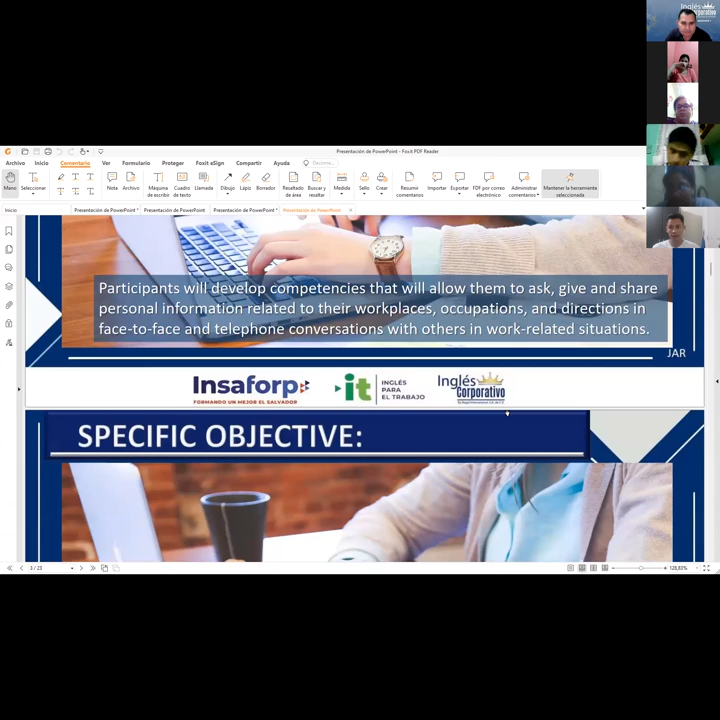 Inglés
Corporativo
Presentación de PowerPoint - Foxit PDF Reader
Archivo Inicio Comentario Ver Formulario Proteger Foxit eSign Compartir Ayuda
Mano Seleccionar Nota Archivo Máquina de escribir Cuadro de texto Llamada Dibujo Lápiz Borrador Resaltado de área Buscar y resaltar Medida Sello Crear Resumir comentarios Importar Exportar FDF por correo electrónico Administrar comentarios Mantener la herramienta seleccionada
Inicio Presentación de PowerPoint * Presentación de PowerPoint Presentación de PowerPoint * Presentación de PowerPoint
Participants will develop competencies that will allow them to ask, give and share
personal information related to their workplaces, occupations, and directions in
face-to-face and telephone conversations with others in work-related situations.
JAR
Insaforp
FORMANDO UN MEJOR EL SALVADOR
it INGLÉS PARA EL TRABAJO
Inglés
Corporativo
SPECIFIC OBJECTIVE:
3 / 23 128,83%